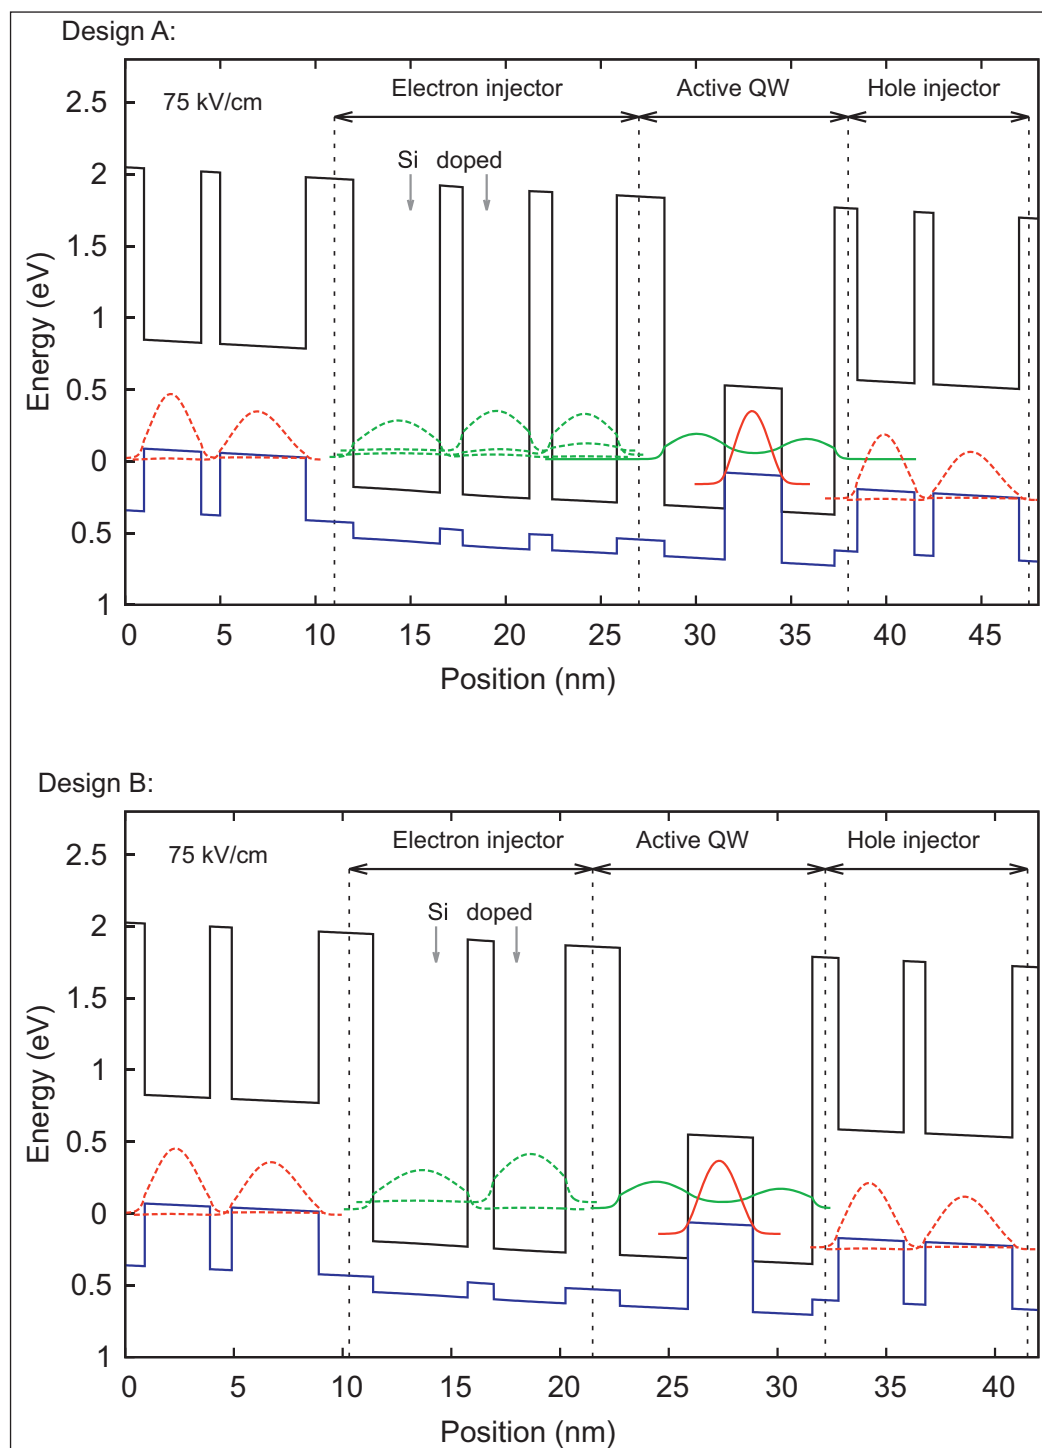 Design A:
75 kV/cm
Electron injector
Active QW
Hole injector
Si doped
Energy (eV)
2.5
2
1.5
1
0.5
0
0.5
1
0 5 10 15 20 25 30 35 40 45
Position (nm)
Design B:
75 kV/cm
Electron injector
Active QW
Hole injector
Si doped
Energy (eV)
2.5
2
1.5
1
0.5
0
0.5
1
0 5 10 15 20 25 30 35 40
Position (nm)